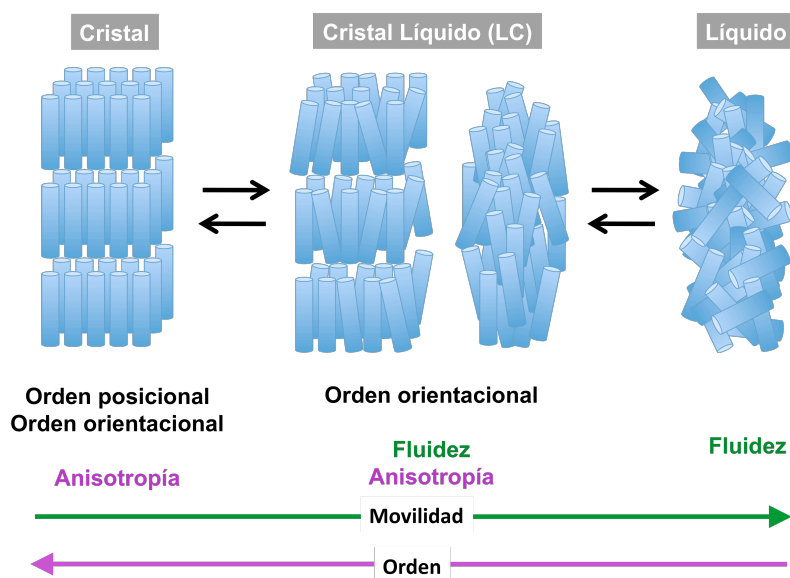 Cristal
Cristal Líquido (LC)
Líquido
Orden posicional
Orden orientacional
Orden orientacional
Fluidez
Fluidez
Anisotropía
Anisotropía
Movilidad
Orden